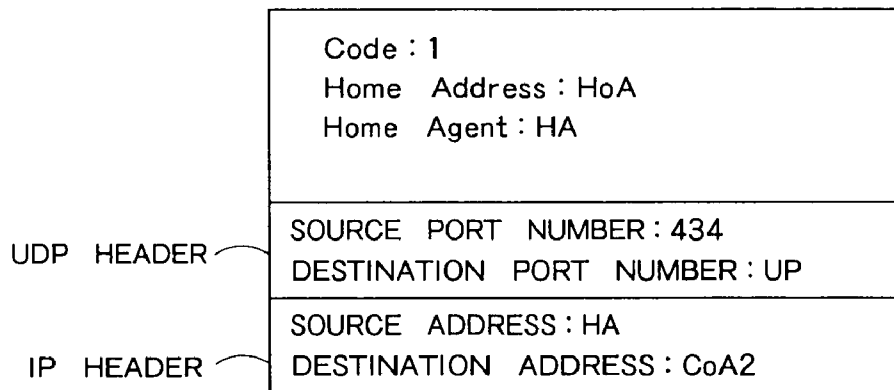 Code : 1
Home Address : HoA
Home Agent : HA
UDP HEADER
SOURCE PORT NUMBER : 434
DESTINATION PORT NUMBER : UP
IP HEADER
SOURCE ADDRESS : HA
DESTINATION ADDRESS : CoA2